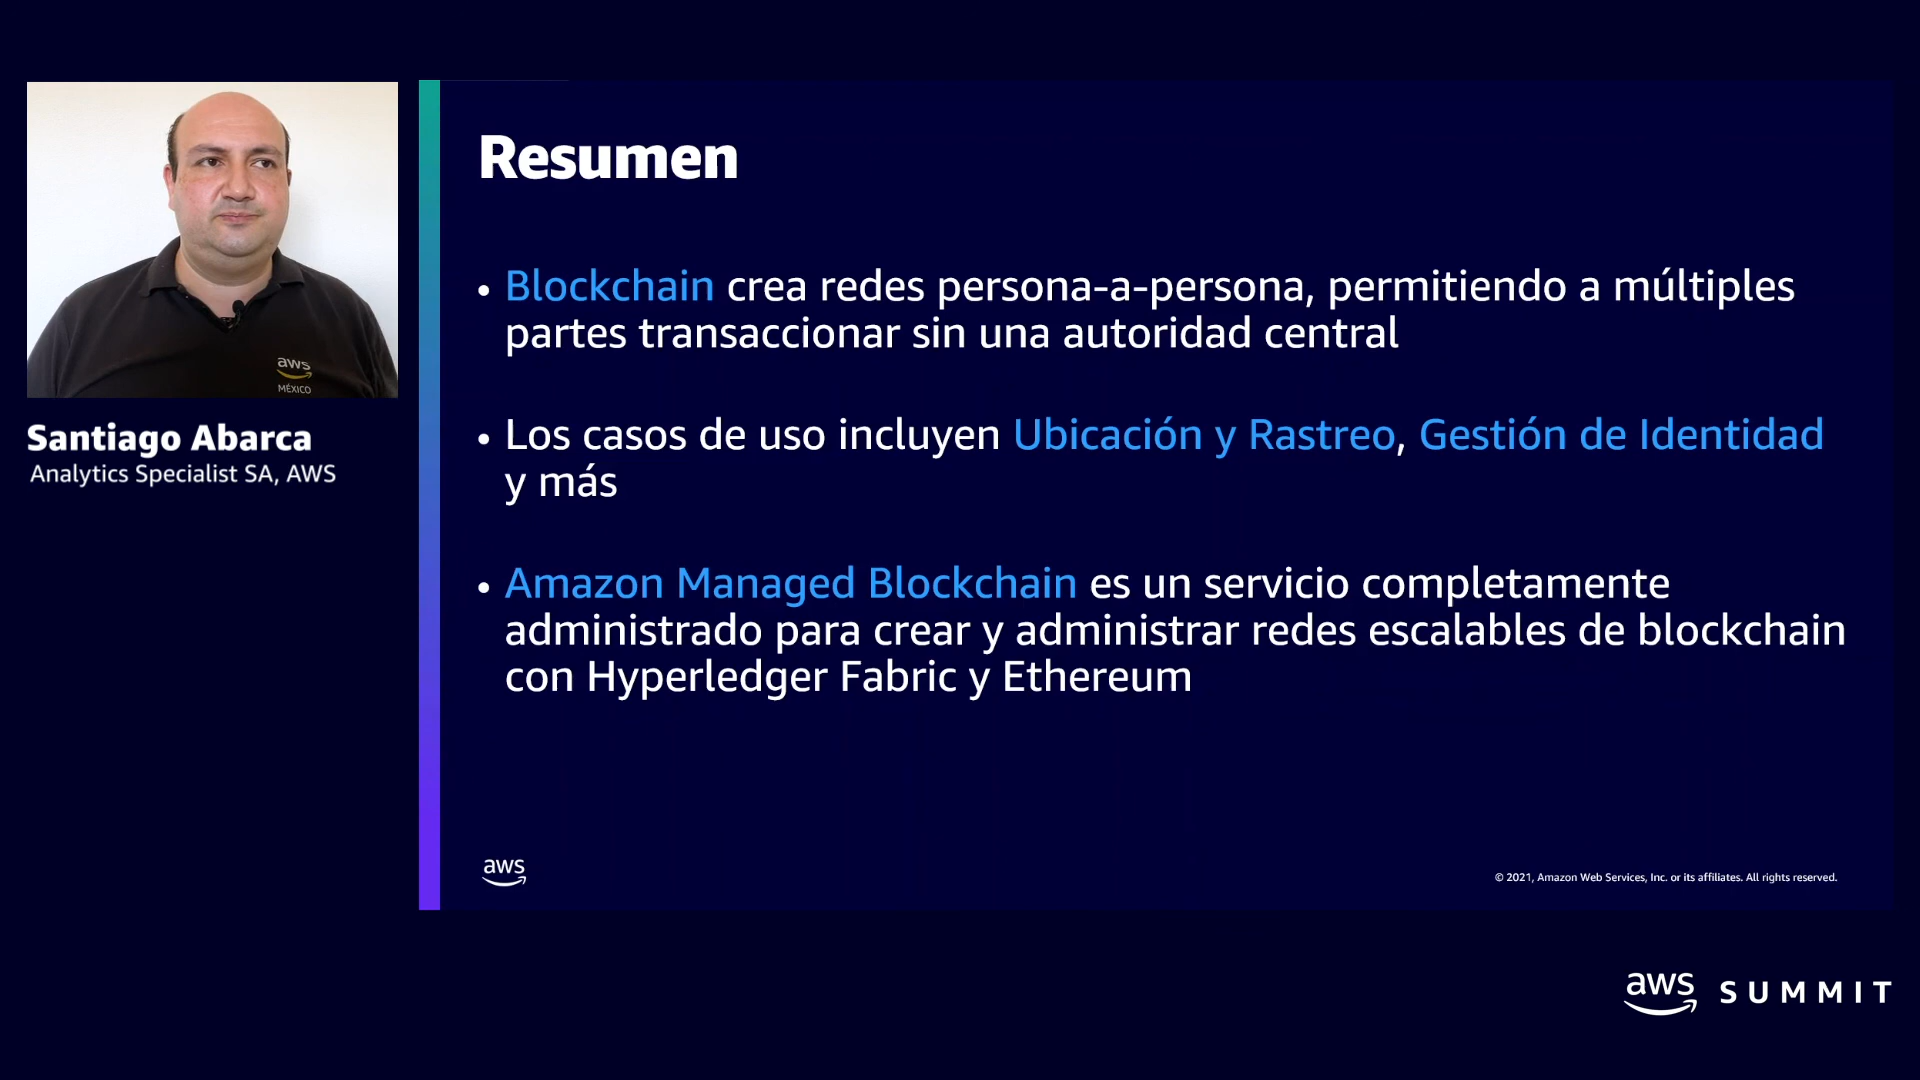 aws
MÉXICO
Santiago Abarca
Analytics Specialist SA, AWS
Resumen
• Blockchain crea redes persona-a-persona, permitiendo a múltiples
partes transaccionar sin una autoridad central
• Los casos de uso incluyen Ubicación y Rastreo, Gestión de Identidad
y más
• Amazon Managed Blockchain es un servicio completamente
administrado para crear y administrar redes escalables de blockchain
con Hyperledger Fabric y Ethereum
aws
© 2021, Amazon Web Services, Inc. or its affiliates. All rights reserved.
aws SUMMIT